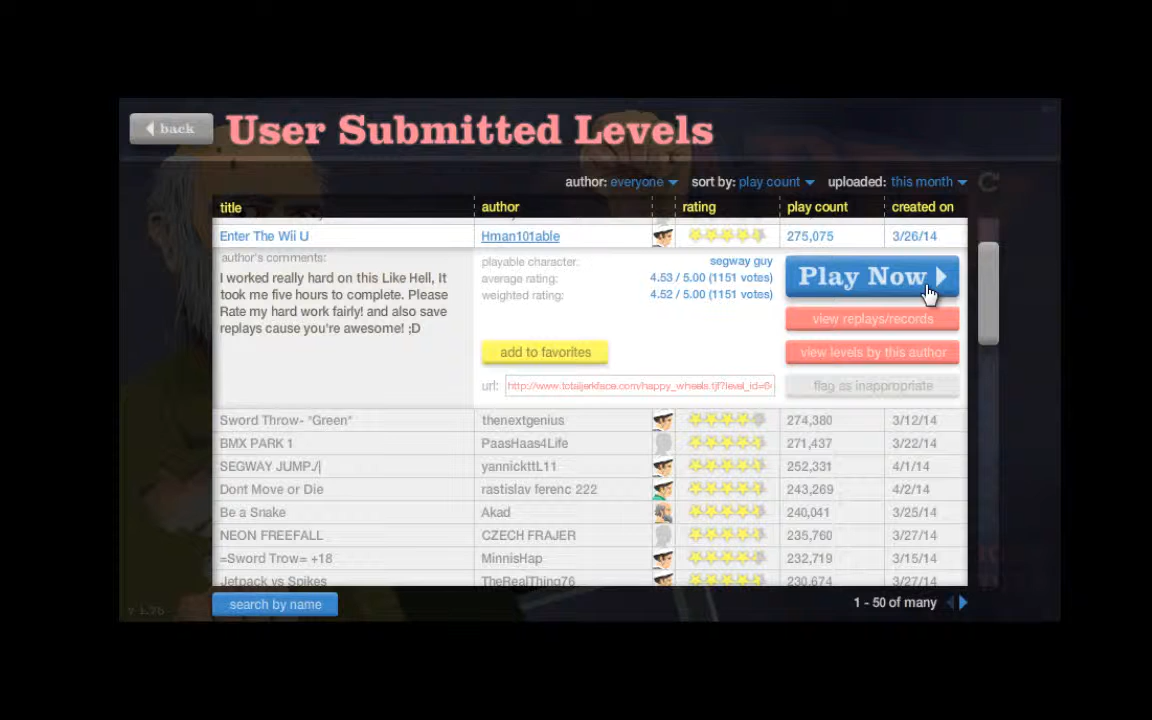 back
User Submitted Levels
author: everyone sort by: play count uploaded: this month
title author rating play count created on
Enter The Wii U Hman101able 275,075 3/26/14
author's comments:
I worked really hard on this Like Hell, It
took me five hours to complete. Please
Rate my hard work fairly! and also save
replays cause you're awesome! ;D
playable character: segway guy
average rating: 4.53 / 5.00 (1151 votes)
weighted rating: 4.52 / 5.00 (1151 votes)
add to favorites
url: http://www.totaljerkface.com/happy_wheels.tjf?level_id=6
Play Now
view replays/records
view levels by this author
flag as inappropriate
Sword Throw- *Green* thenextgenius 274,380 3/12/14
BMX PARK 1 PaasHaas4Life 271,437 3/22/14
SEGWAY JUMP./| yannickttL11 252,331 4/1/14
Dont Move or Die rastislav ferenc 222 243,269 4/2/14
Be a Snake Akad 240,041 3/25/14
NEON FREEFALL CZECH FRAJER 235,760 3/27/14
=Sword Trow= +18 MinnisHap 232,719 3/15/14
Jetpack vs Spikes TheRealThing76 230,674 3/27/14
search by name
1 - 50 of many